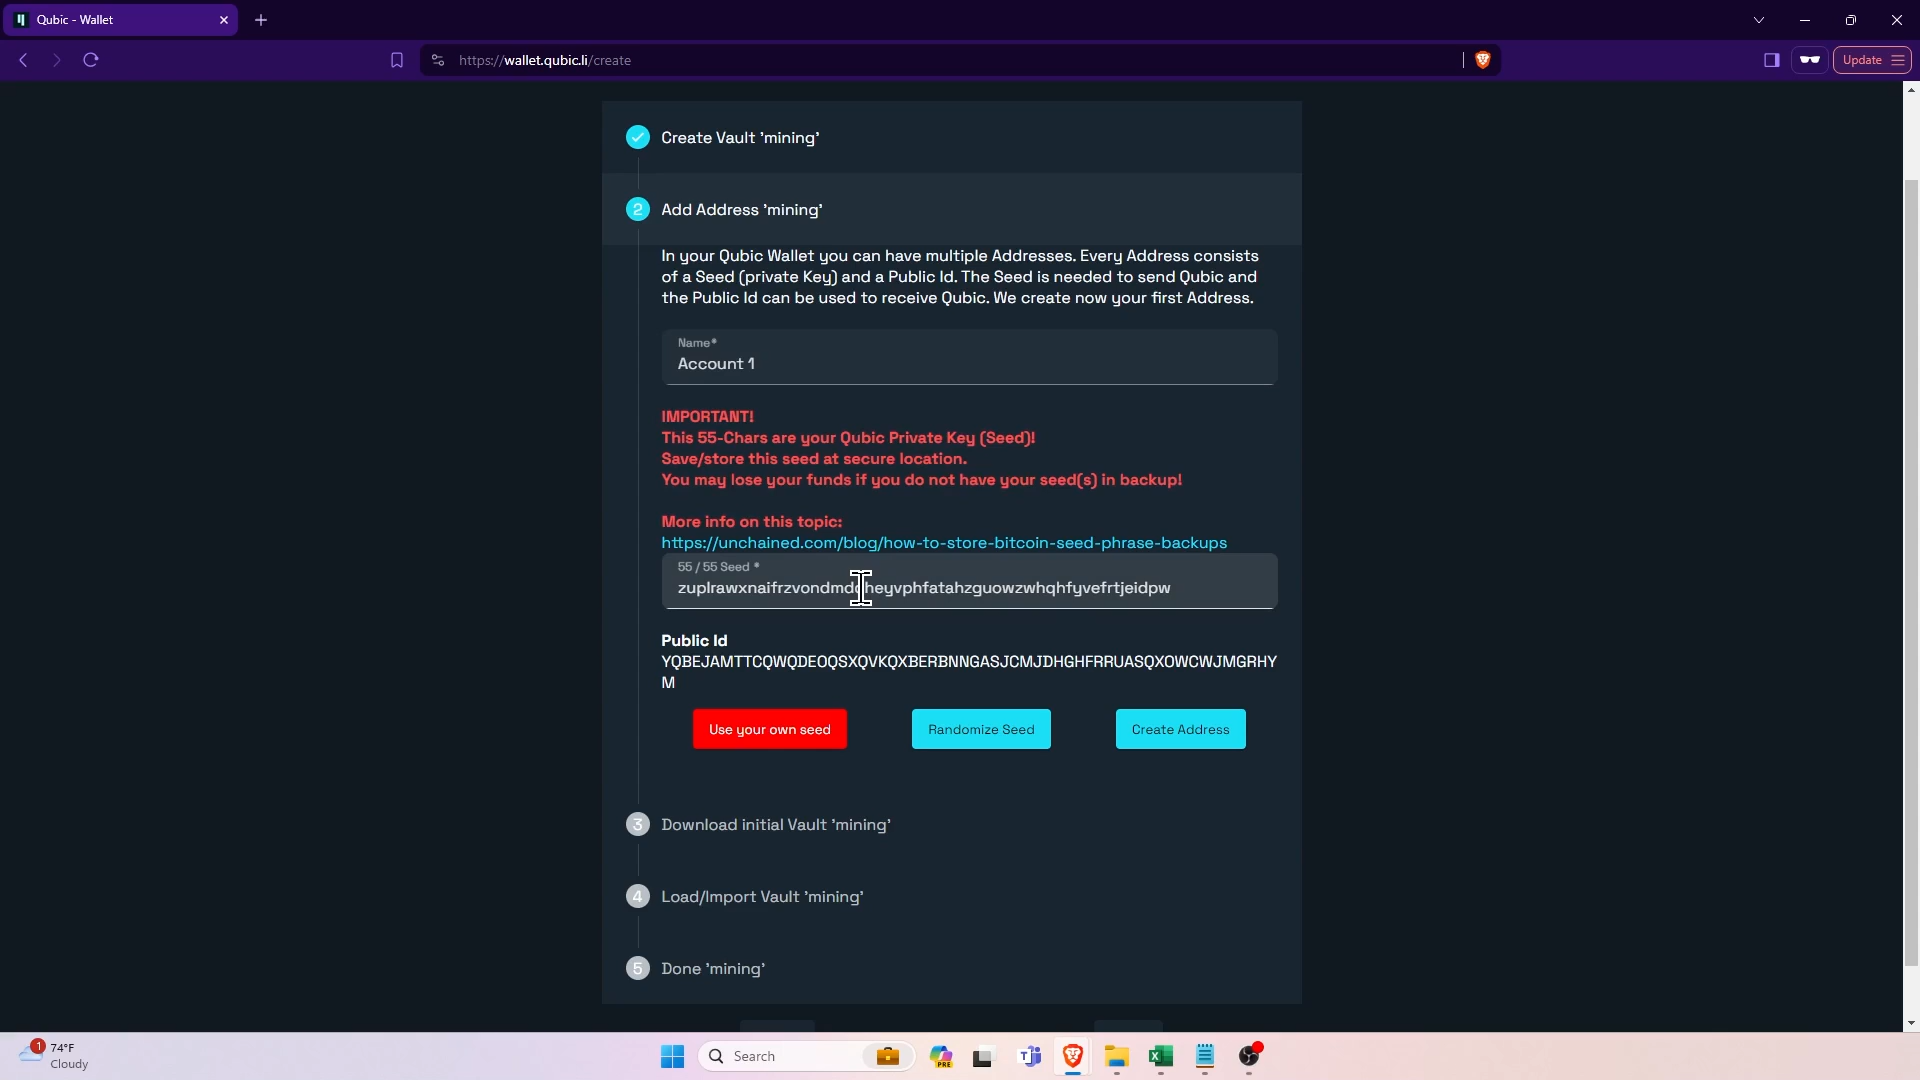 Qubic - Wallet
https://wallet.qubic.li/create
Update
Create Vault 'mining'
2 Add Address 'mining'
In your Qubic Wallet you can have multiple Addresses. Every Address consists
of a Seed (private Key) and a Public Id. The Seed is needed to send Qubic and
the Public Id can be used to receive Qubic. We create now your first Address.
Name*
Account 1
IMPORTANT!
This 55-Chars are your Qubic Private Key (Seed)!
Save/store this seed at secure location.
You may lose your funds if you do not have your seed(s) in backup!
More info on this topic:
https://unchained.com/blog/how-to-store-bitcoin-seed-phrase-backups
55 / 55 Seed *
Public Id
YQBEJAMTTCQWQDEOQSXQVKQXBERBNNGASJCMJDHGHFRRUASQXOWCWJMGRHY
M
Use your own seed
Randomize Seed
Create Address
3 Download initial Vault 'mining'
4 Load/Import Vault 'mining'
5 Done 'mining'
1
74°F
Cloudy
Search
PRE